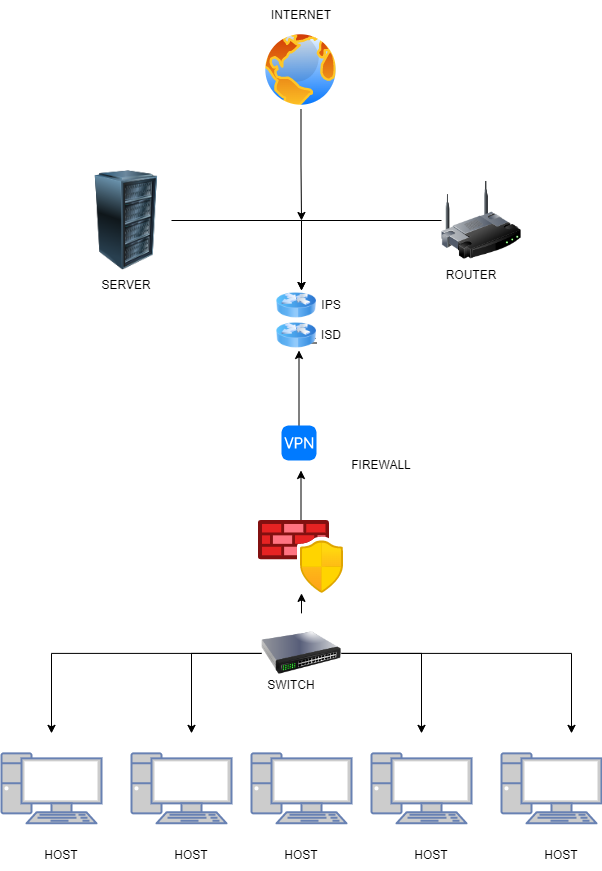 INTERNET
SERVER
ROUTER
IPS
ISD
VPN
FIREWALL
SWITCH
HOST
HOST
HOST
HOST
HOST